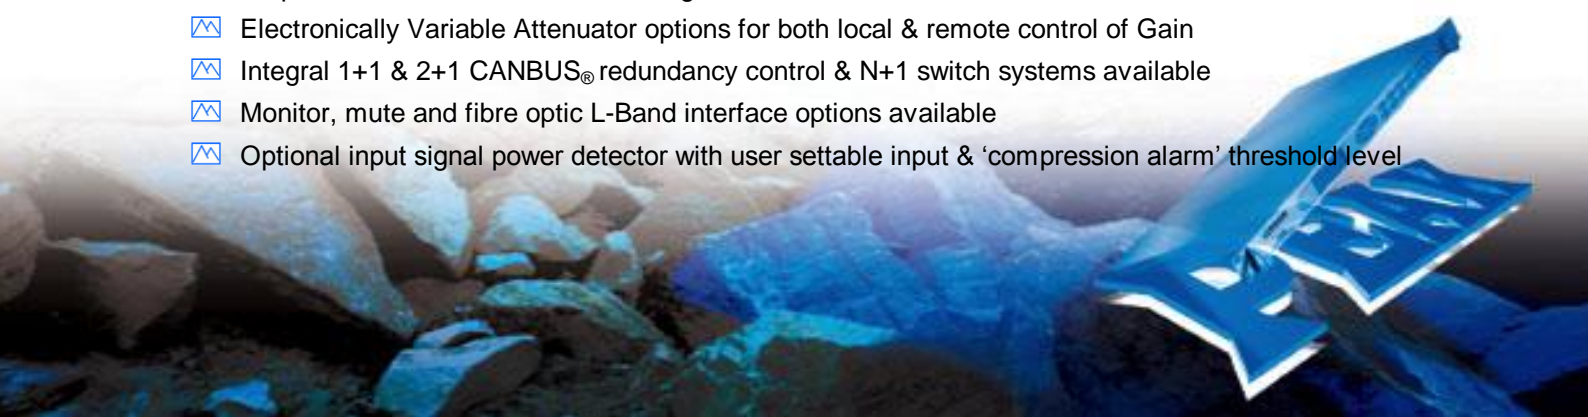 Electronically Variable Attenuator options for both local & remote control of Gain
Integral 1+1 & 2+1 CANBUS® redundancy control & N+1 switch systems available
Monitor, mute and fibre optic L-Band interface options available
Optional input signal power detector with user settable input & ‘compression alarm’ threshold level
PEAK